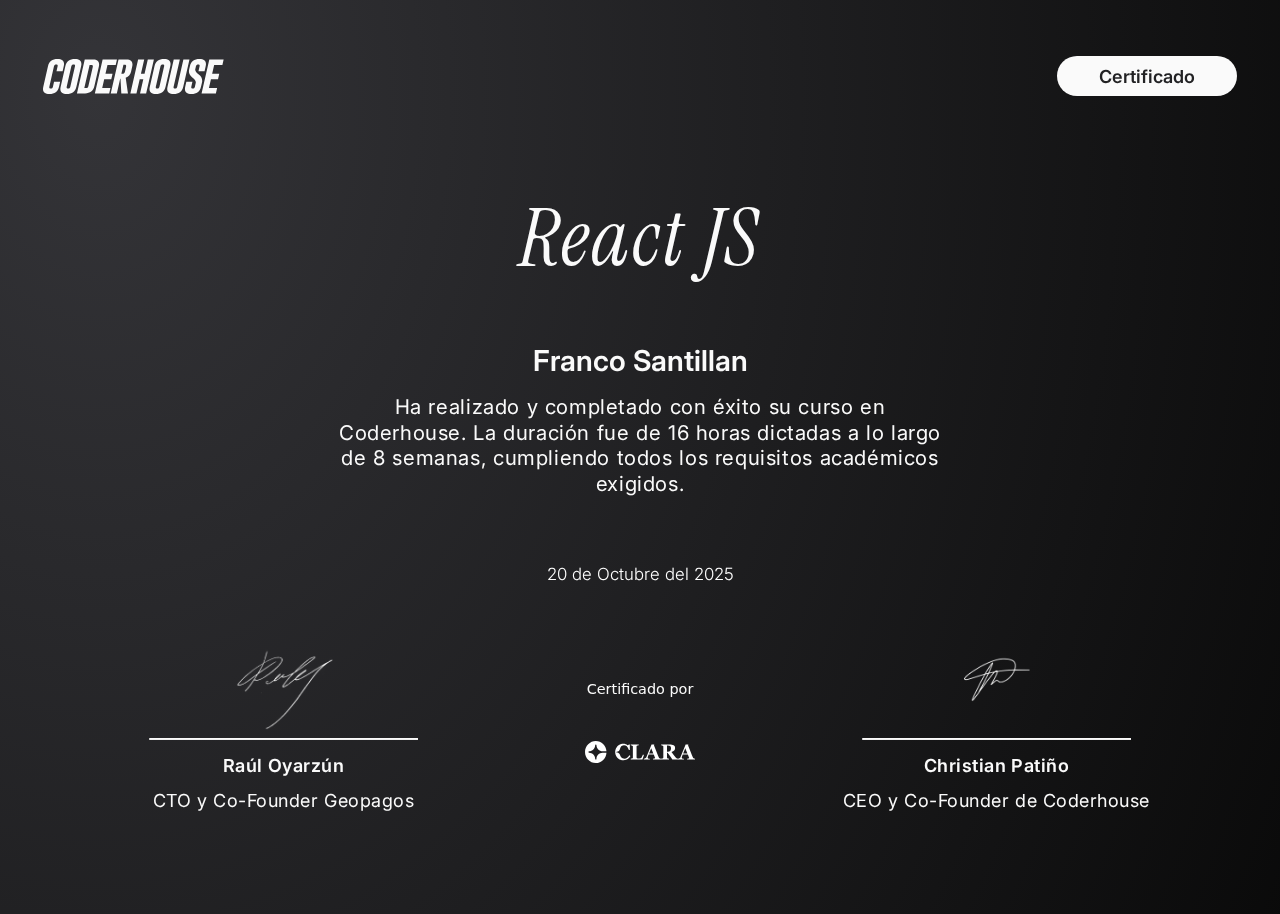 CODERHOUSE
Certificado
React JS
Franco Santillan
Ha realizado y completado con éxito su curso en
Coderhouse. La duración fue de 16 horas dictadas a lo largo
de 8 semanas, cumpliendo todos los requisitos académicos
exigidos.
20 de Octubre del 2025
Certificado por
CLARA
Raúl Oyarzún
CTO y Co-Founder Geopagos
Christian Patiño
CEO y Co-Founder de Coderhouse